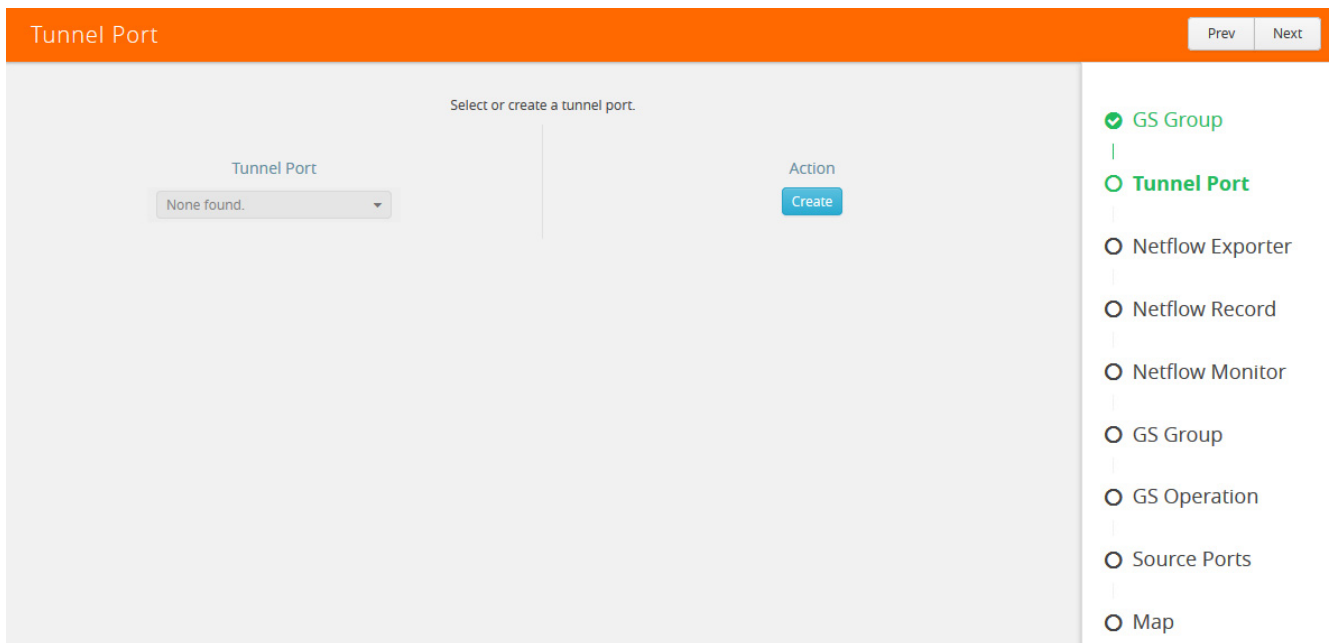 Tunnel Port
Prev
Next
Select or create a tunnel port.
Tunnel Port
None found.
Action
Create
GS Group
Tunnel Port
Netflow Exporter
Netflow Record
Netflow Monitor
GS Group
GS Operation
Source Ports
Map